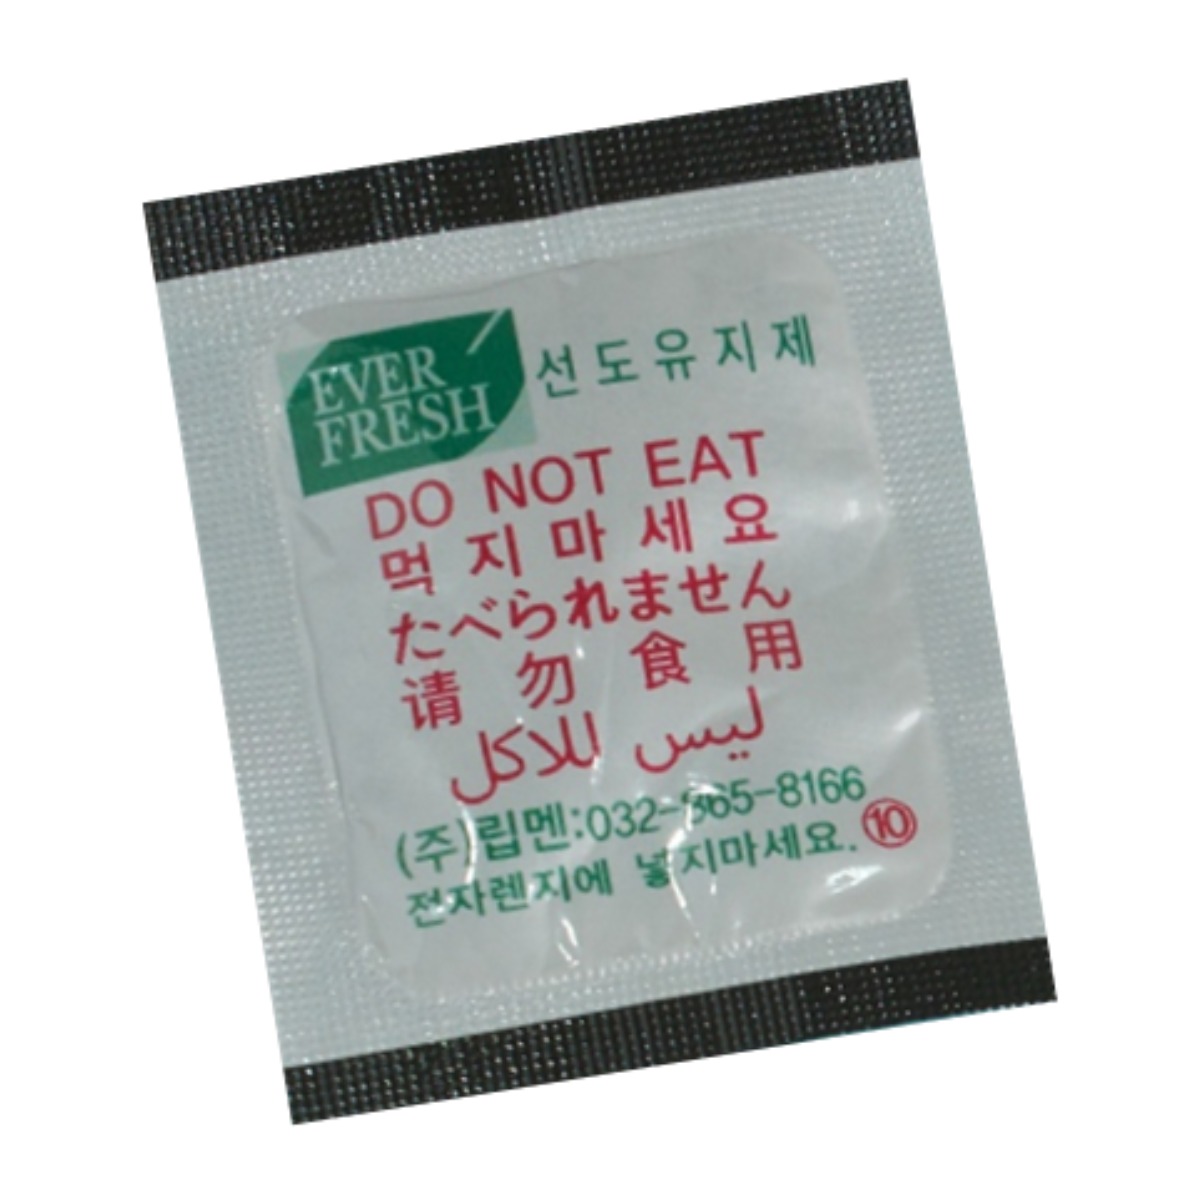 EVER
FRESH
선도유지제
DO NOT EAT
먹지마세요
たべられません
请勿食用
ليس للاكل
(주)립멘:032-865-8166
전자렌지에 넣지마세요. ⑩